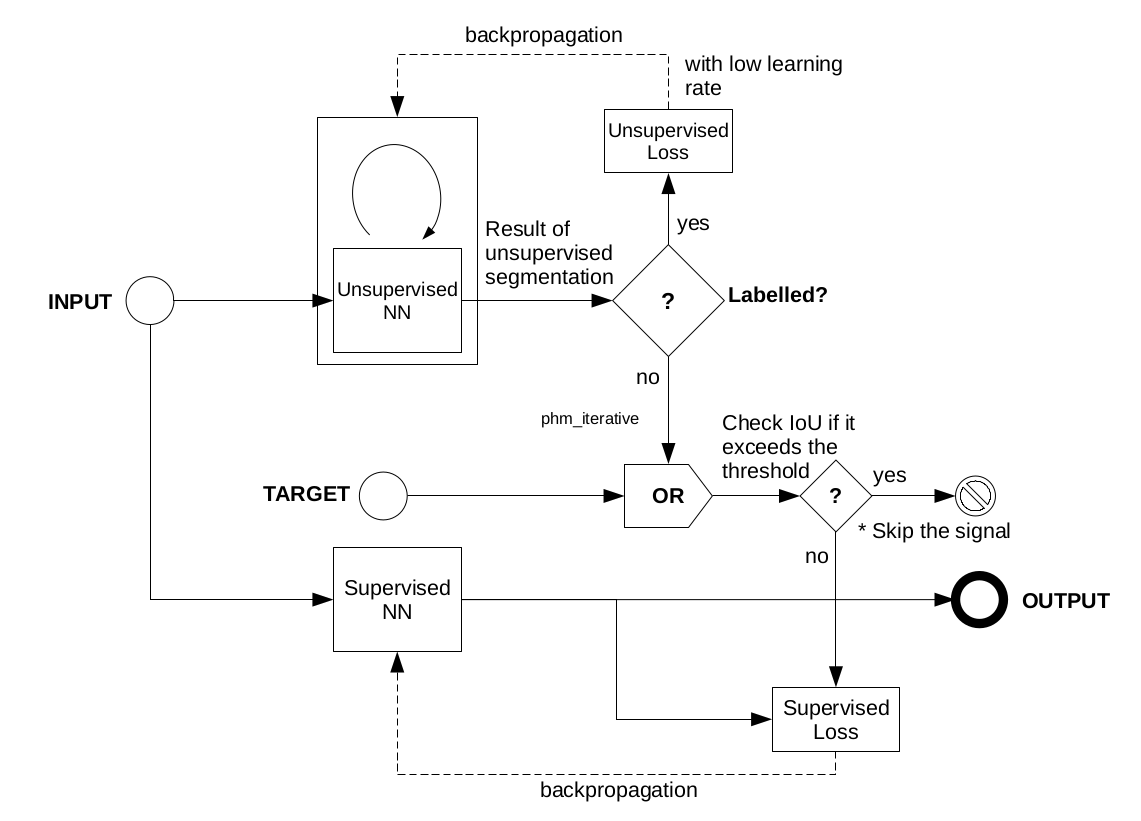 backpropagation
with low learning
rate
Unsupervised
Loss
yes
Result of
unsupervised
segmentation
INPUT
Unsupervised
NN
?
Labelled?
no
phm_iterative
Check IoU if it
exceeds the
threshold
TARGET
OR
?
yes
* Skip the signal
no
Supervised
NN
OUTPUT
Supervised
Loss
backpropagation